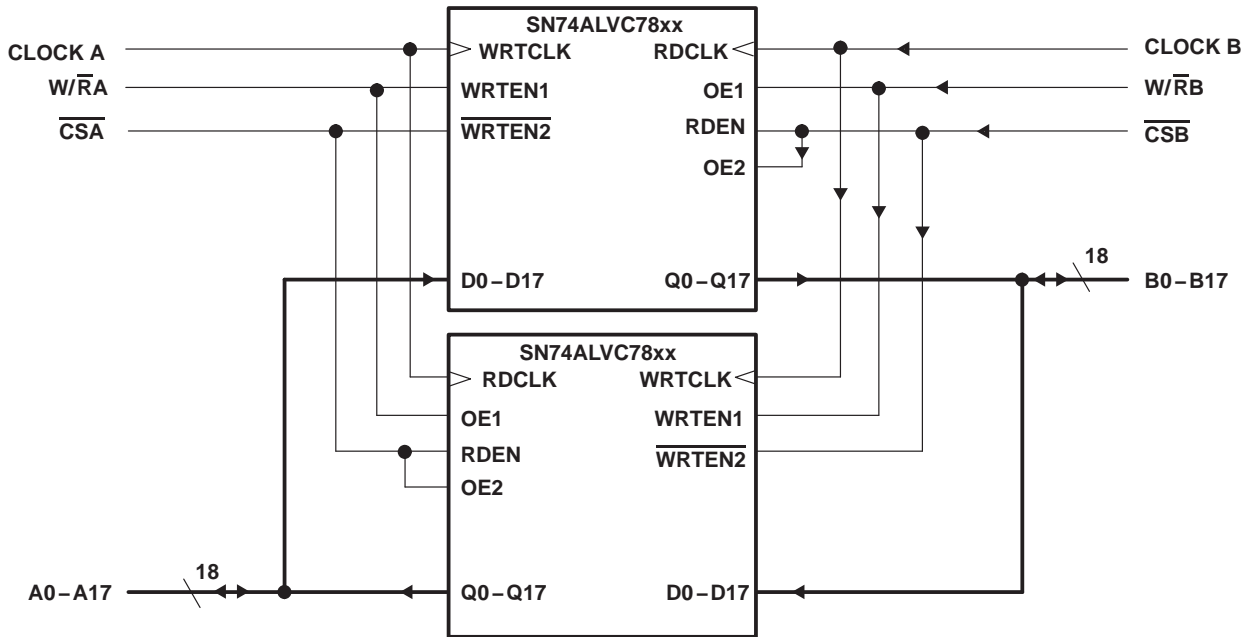 SN74ALVC78xx
CLOCK A
WRTCLK
RDCLK
CLOCK B
W/R̅A
WRTEN1
OE1
W/R̅B
C̅S̅A̅
W̅R̅T̅E̅N̅2̅
RDEN
C̅S̅B̅
OE2
18
D0–D17
Q0–Q17
B0–B17
SN74ALVC78xx
RDCLK
WRTCLK
OE1
WRTEN1
RDEN
W̅R̅T̅E̅N̅2̅
OE2
18
A0–A17
Q0–Q17
D0–D17